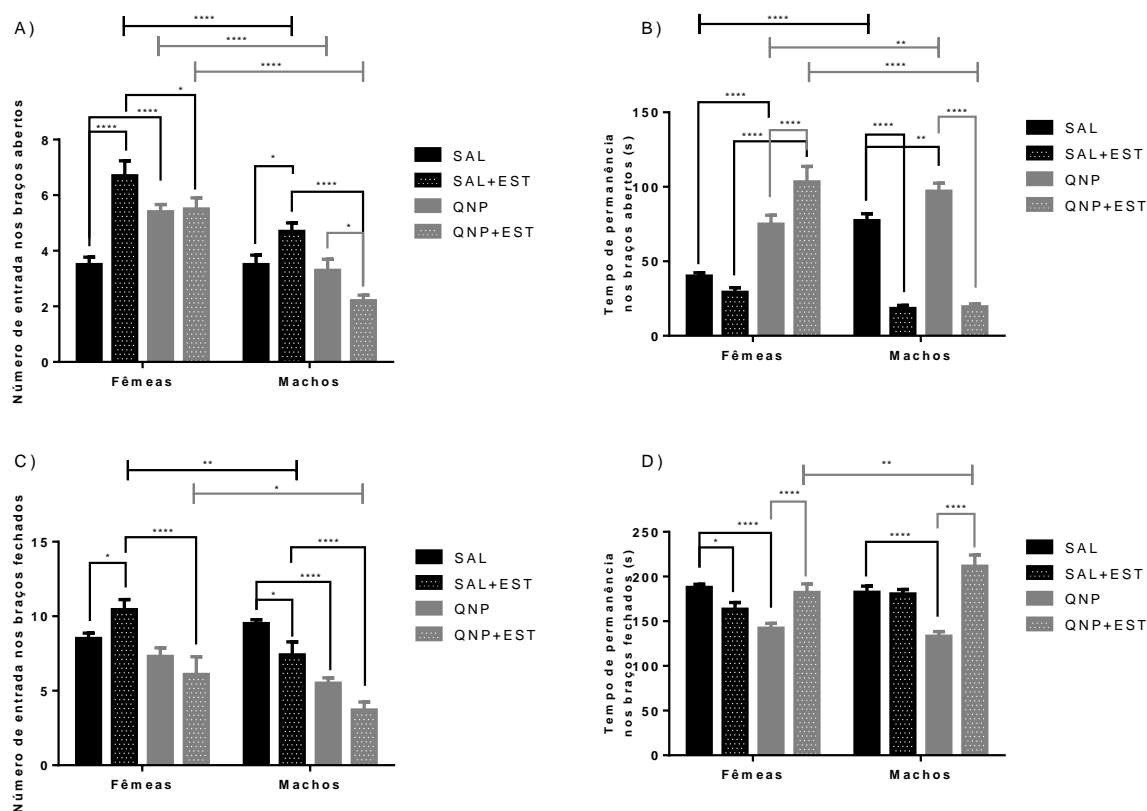 A)
****
****
****
*
****
****
*
****
*
Número de entrada nos braços abertos
8
6
4
2
0
Fêmeas
Machos
SAL
SAL+EST
QNP
QNP+EST
B)
****
**
****
****
****
****
****
**
****
Tempo de permanência
nos braços aberto (s)
150
100
50
0
Fêmeas
Machos
SAL
SAL+EST
QNP
QNP+EST
C)
**
*
*
****
****
****
*
Número de entrada nos braços fechados
15
10
5
0
Fêmeas
Machos
SAL
SAL+EST
QNP
QNP+EST
D)
**
****
****
*
****
****
Tempo de permanência
nos braços fechados (s)
250
200
150
100
50
0
Fêmeas
Machos
SAL
SAL+EST
QNP
QNP+EST